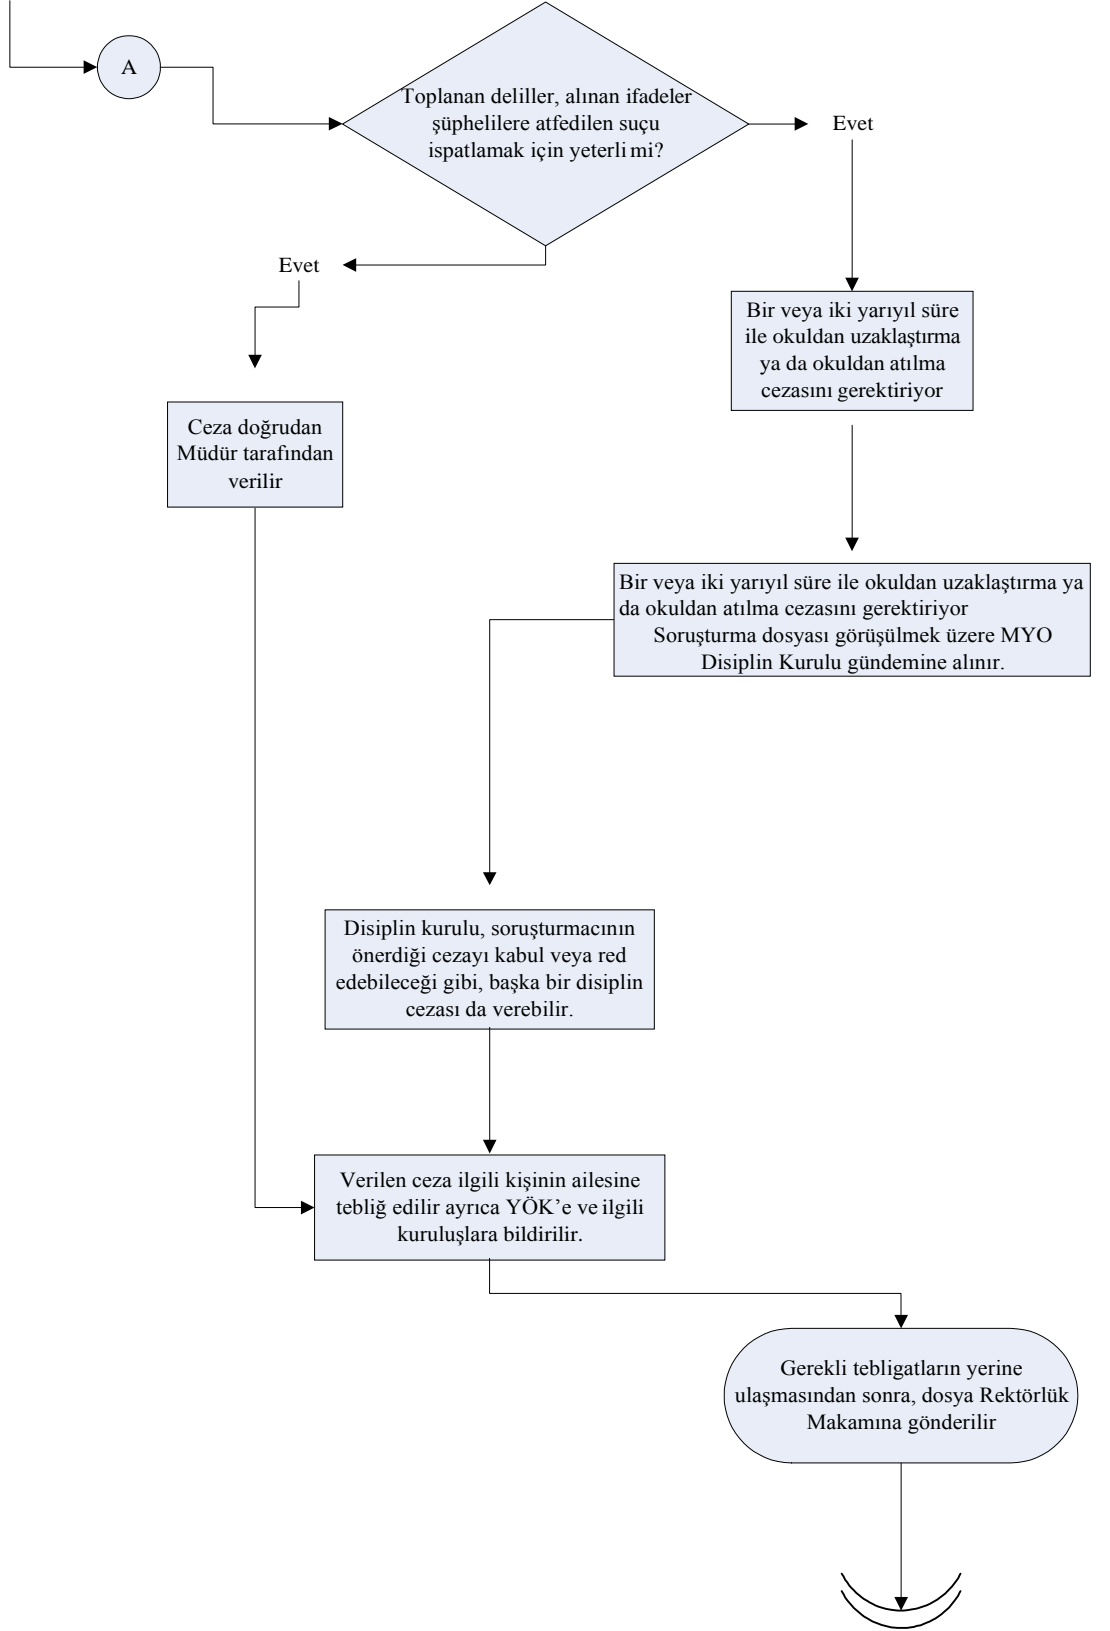 A
Toplanan deliller, alınan ifadeler
şüphelilere atfedilen suçu
ispatlamak için yeterli mi?
Evet
Evet
Bir veya iki yarıyıl süre
ile okuldan uzaklaştırma
ya da okuldan atılma
cezasını gerektiriyor
Ceza doğrudan
Müdür tarafından
verilir
Bir veya iki yarıyıl süre ile okuldan uzaklaştırma ya
da okuldan atılma cezasını gerektiriyor
Soruşturma dosyası görüşülmek üzere MYO
Disiplin Kurulu gündemine alınır.
Disiplin kurulu, soruşturmacının
önerdiği cezayı kabul veya red
edebileceği gibi, başka bir disiplin
cezası da verebilir.
Verilen ceza ilgili kişinin ailesine
tebliğ edilir ayrıca YÖK’e ve ilgili
kuruluşlara bildirilir.
Gerekli tebligatların yerine
ulaşmasından sonra, dosya Rektörlük
Makamına gönderilir